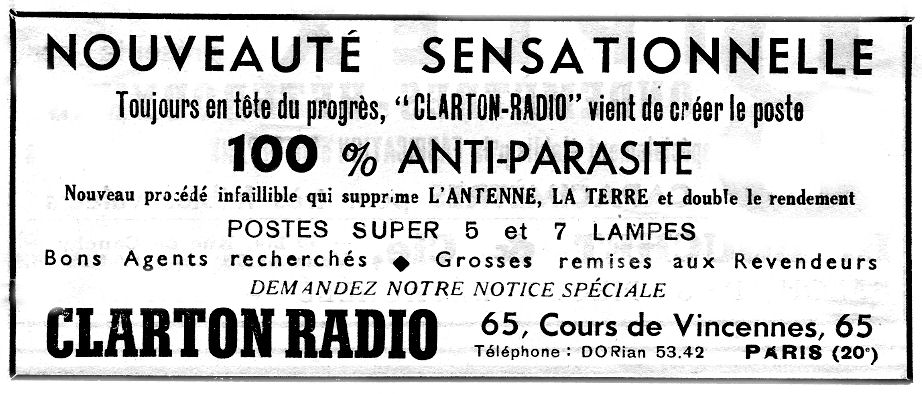 NOUVEAUTÉ SENSATIONNELLE
Toujours en tête du progrès, "CLARTON-RADIO" vient de créer le poste
100 % ANTI-PARASITE
Nouveau procédé infaillible qui supprime L'ANTENNE, LA TERRE et double le rendement
POSTES SUPER 5 et 7 LAMPES
Bons Agents recherchés ◆ Grosses remises aux Revendeurs
DEMANDEZ NOTRE NOTICE SPÉCIALE
CLARTON RADIO
65, Cours de Vincennes, 65
Téléphone : DORian 53.42 PARIS (20°)